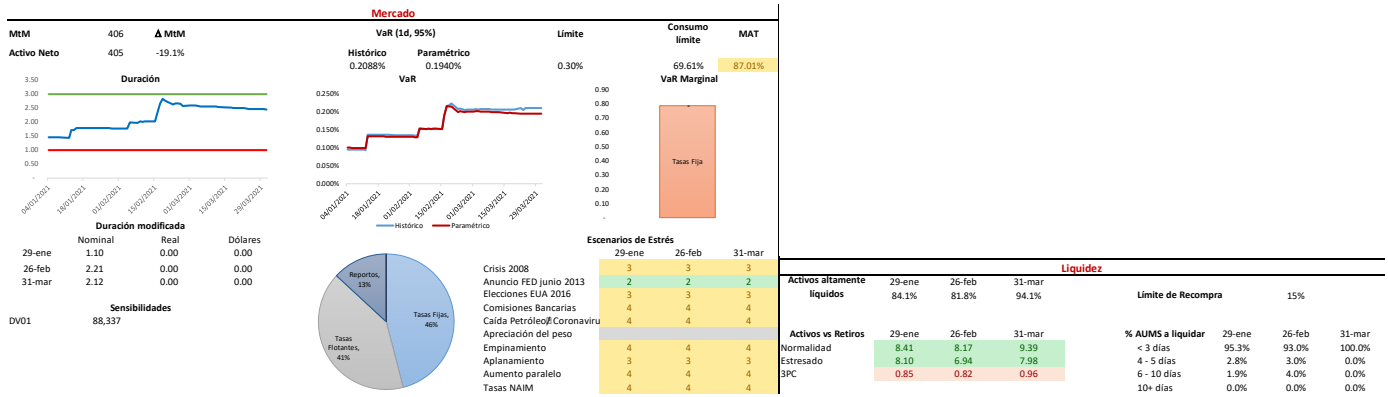 Mercado
MtM 406 Δ MtM
Activo Neto 405 -19.1%
VaR (1d, 95%) Límite Consumo límite MAT
Histórico Paramétrico
0.2088% 0.1940% 0.30% 69.61% 87.01%
Duración
3.50
3.00
2.50
2.00
1.50
1.00
0.50
-
04/01/2021 18/01/2021 01/02/2021 15/02/2021 01/03/2021 15/03/2021 29/03/2021
VaR
0.250%
0.200%
0.150%
0.100%
0.050%
0.000%
04/01/2021 18/01/2021 01/02/2021 15/02/2021 01/03/2021 15/03/2021 29/03/2021
Histórico Paramétrico
VaR Marginal
0.90
0.80
0.70
0.60
0.50
0.40
0.30
0.20
0.10
-
Tasas Fija
Duración modificada
Nominal Real Dólares
29-ene 1.10 0.00 0.00
26-feb 2.21 0.00 0.00
31-mar 2.12 0.00 0.00
Sensibilidades
DV01 88,337
Reportos, 13%
Tasas Fijas, 46%
Tasas Flotantes, 41%
Escenarios de Estrés
29-ene 26-feb 31-mar
Crisis 2008 3 3 3
Anuncio FED junio 2013 2 2 2
Elecciones EUA 2016 3 3 3
Comisiones Bancarias 4 4 4
Caída Petróleo/ Coronaviru 4 4 4
Apreciación del peso
Empinamiento 4 4 4
Aplanamiento 3 3 3
Aumento paralelo 4 4 4
Tasas NAIM 4 4 4
Liquidez
Activos altamente líquidos 29-ene 26-feb 31-mar
84.1% 81.8% 94.1%
Límite de Recompra 15%
Activos vs Retiros 29-ene 26-feb 31-mar
Normalidad 8.41 8.17 9.39
Estresado 8.10 6.94 7.98
3PC 0.85 0.82 0.96
% AUMS a liquidar 29-ene 26-feb 31-mar
< 3 días 95.3% 93.0% 100.0%
4 - 5 días 2.8% 3.0% 0.0%
6 - 10 días 1.9% 4.0% 0.0%
10+ días 0.0% 0.0% 0.0%